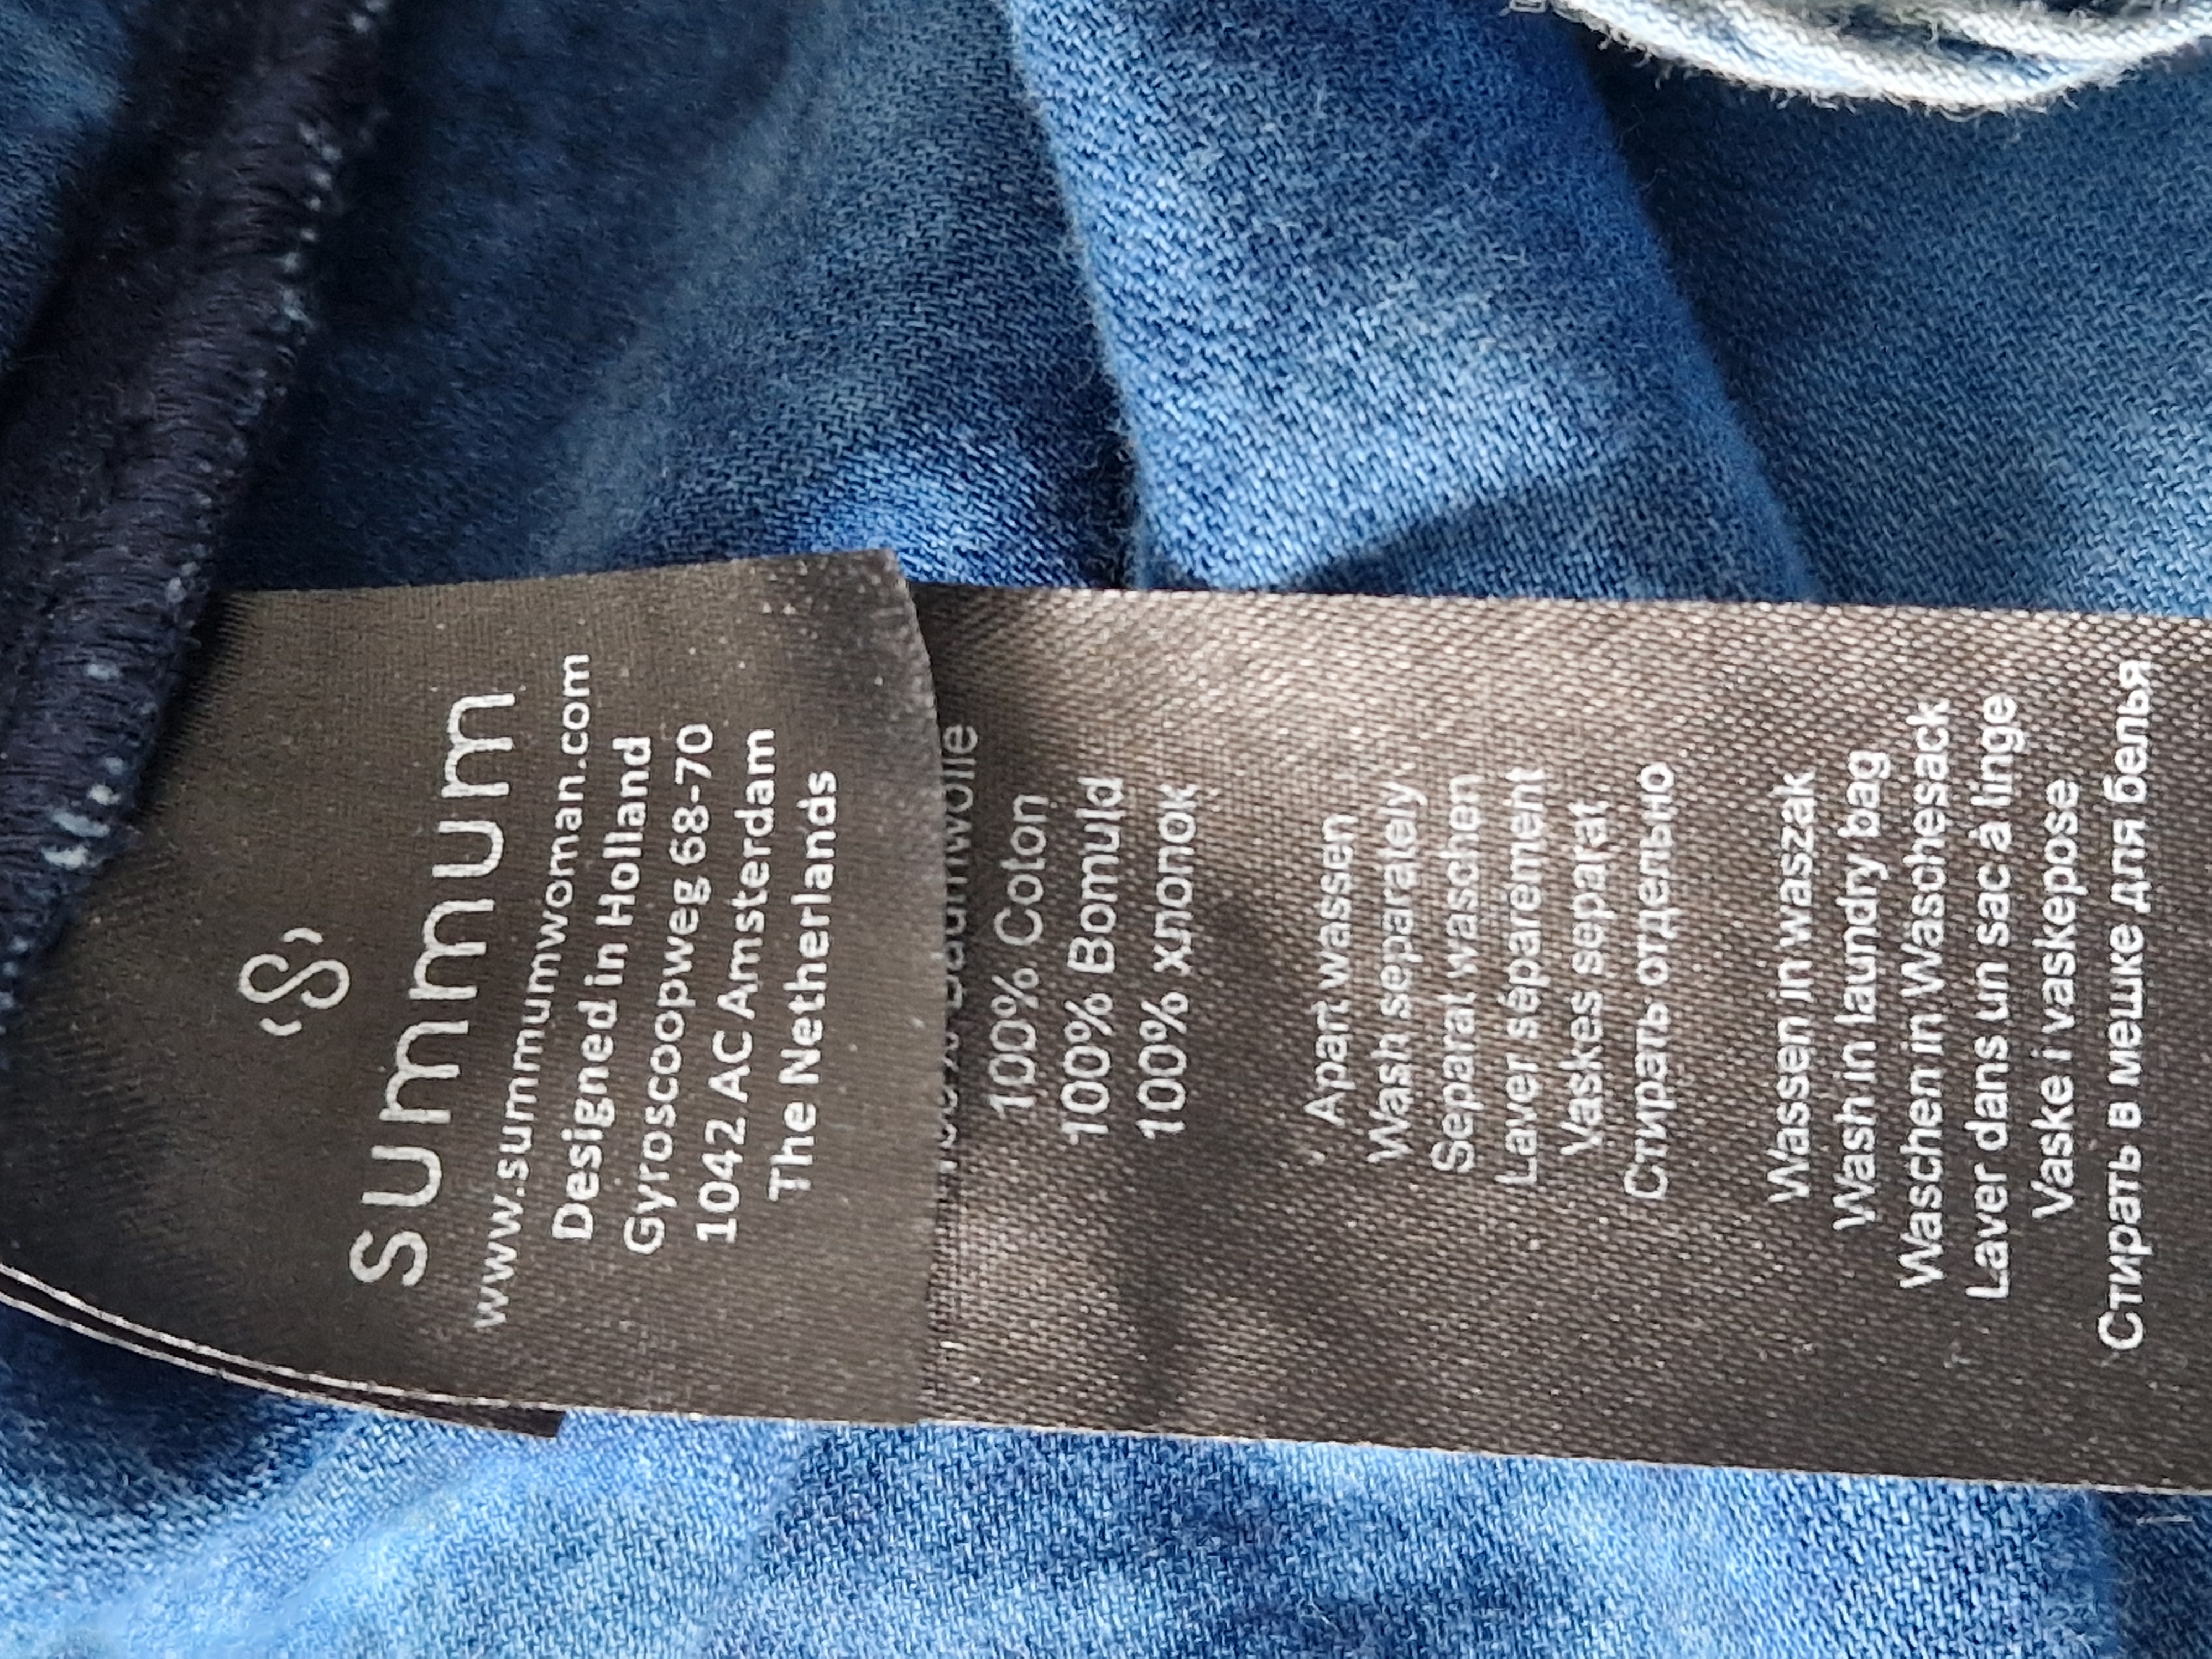 S
summum
www.summumwoman.com
Designed in Holland
Gyroscoopweg 68-70
1042 AC Amsterdam
The Netherlands
100% Baumwolle
100% Coton
100% Bomuld
100% хлопок
Apart wassen
Wash separately
Separat waschen
Laver séparément
Vaskes separat
Стирать отдельно
Wassen in waszak
Wash in laundry bag
Waschen in Waschesack
Laver dans un sac à linge
Vaske i vaskepose
Стирать в мешке для белья